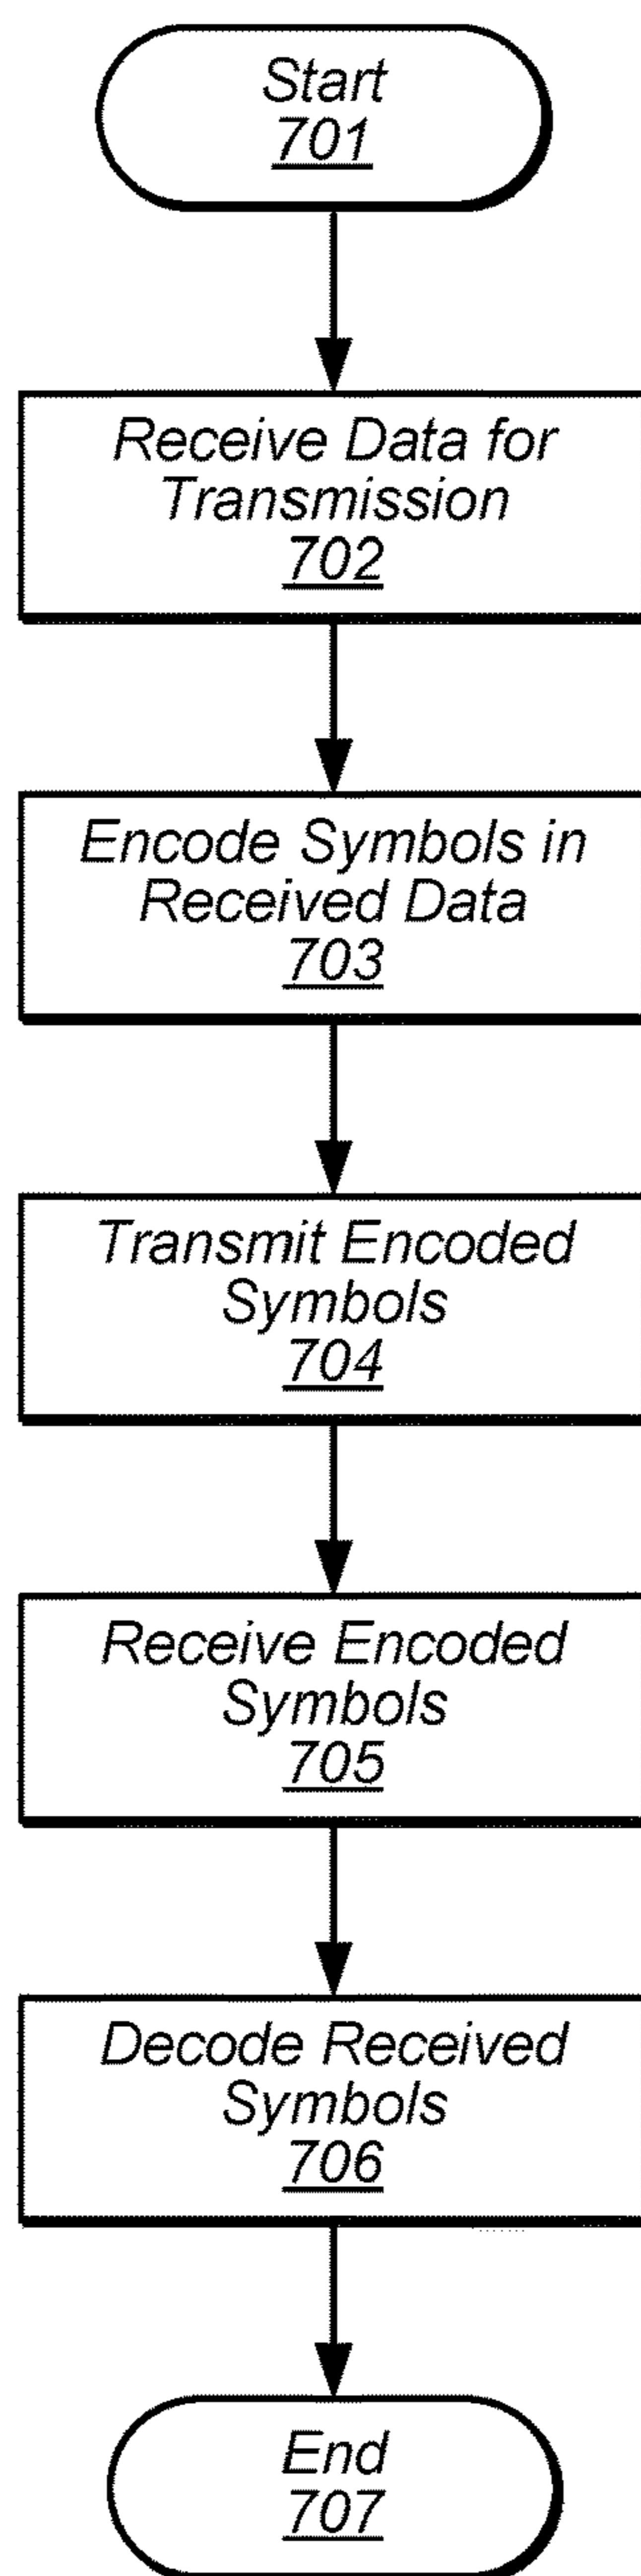 Start
701
Receive Data for
Transmission
702
Encode Symbols in
Received Data
703
Transmit Encoded
Symbols
704
Receive Encoded
Symbols
705
Decode Received
Symbols
706
End
707